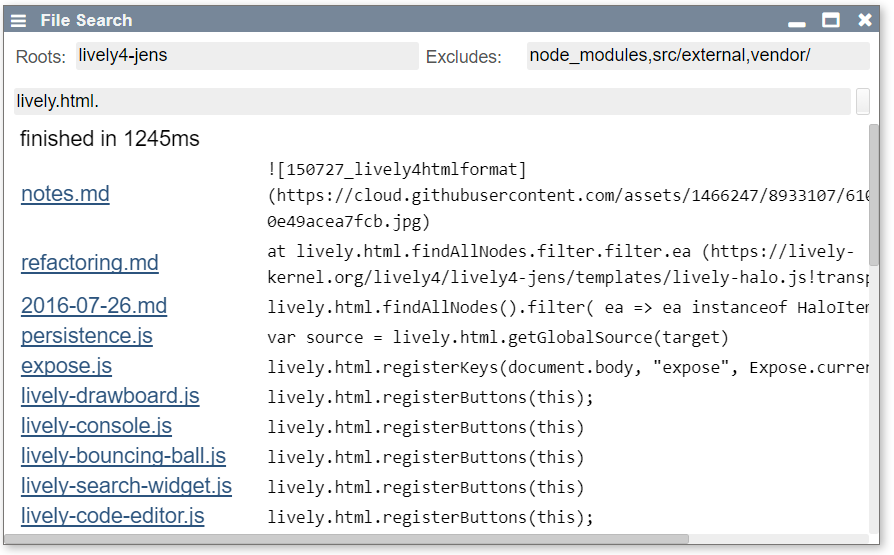 File Search
Roots: lively4-jens Excludes: node_modules,src/external,vendor/
lively.html.
finished in 1245ms
notes.md ![150727_lively4htmlformat]
(https://cloud.githubusercontent.com/assets/1466247/8933107/610
0e49acea7fcb.jpg)
refactoring.md at lively.html.findAllNodes.filter.filter.ea (https://lively-
kernel.org/lively4/lively4-jens/templates/lively-halo.js!transp
2016-07-26.md lively.html.findAllNodes().filter( ea => ea instanceof HaloItem
persistence.js var source = lively.html.getGlobalSource(target)
expose.js lively.html.registerKeys(document.body, "expose", Expose.curren
lively-drawboard.js lively.html.registerButtons(this);
lively-console.js lively.html.registerButtons(this)
lively-bouncing-ball.js lively.html.registerButtons(this)
lively-search-widget.js lively.html.registerButtons(this)
lively-code-editor.js lively.html.registerButtons(this);